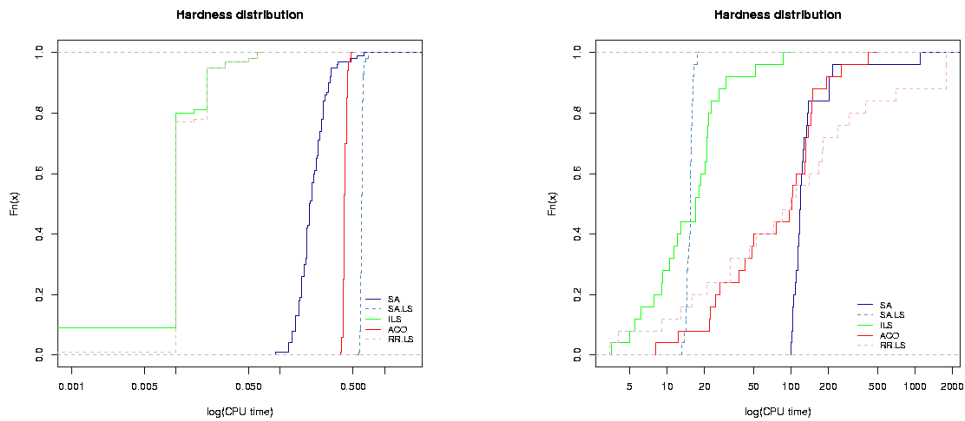 Hardness distribution
Fn(x)
1.0
0.8
0.6
0.4
0.2
0.0
SA
SA.LS
ILS
ACO
RR.LS
0.001
0.005
0.050
0.500
log(CPU time)
Hardness distribution
Fn(x)
1.0
0.8
0.6
0.4
0.2
0.0
SA
SA.LS
ILS
ACO
RR.LS
5
10
20
50
100
200
500
1000
2000
log(CPU time)